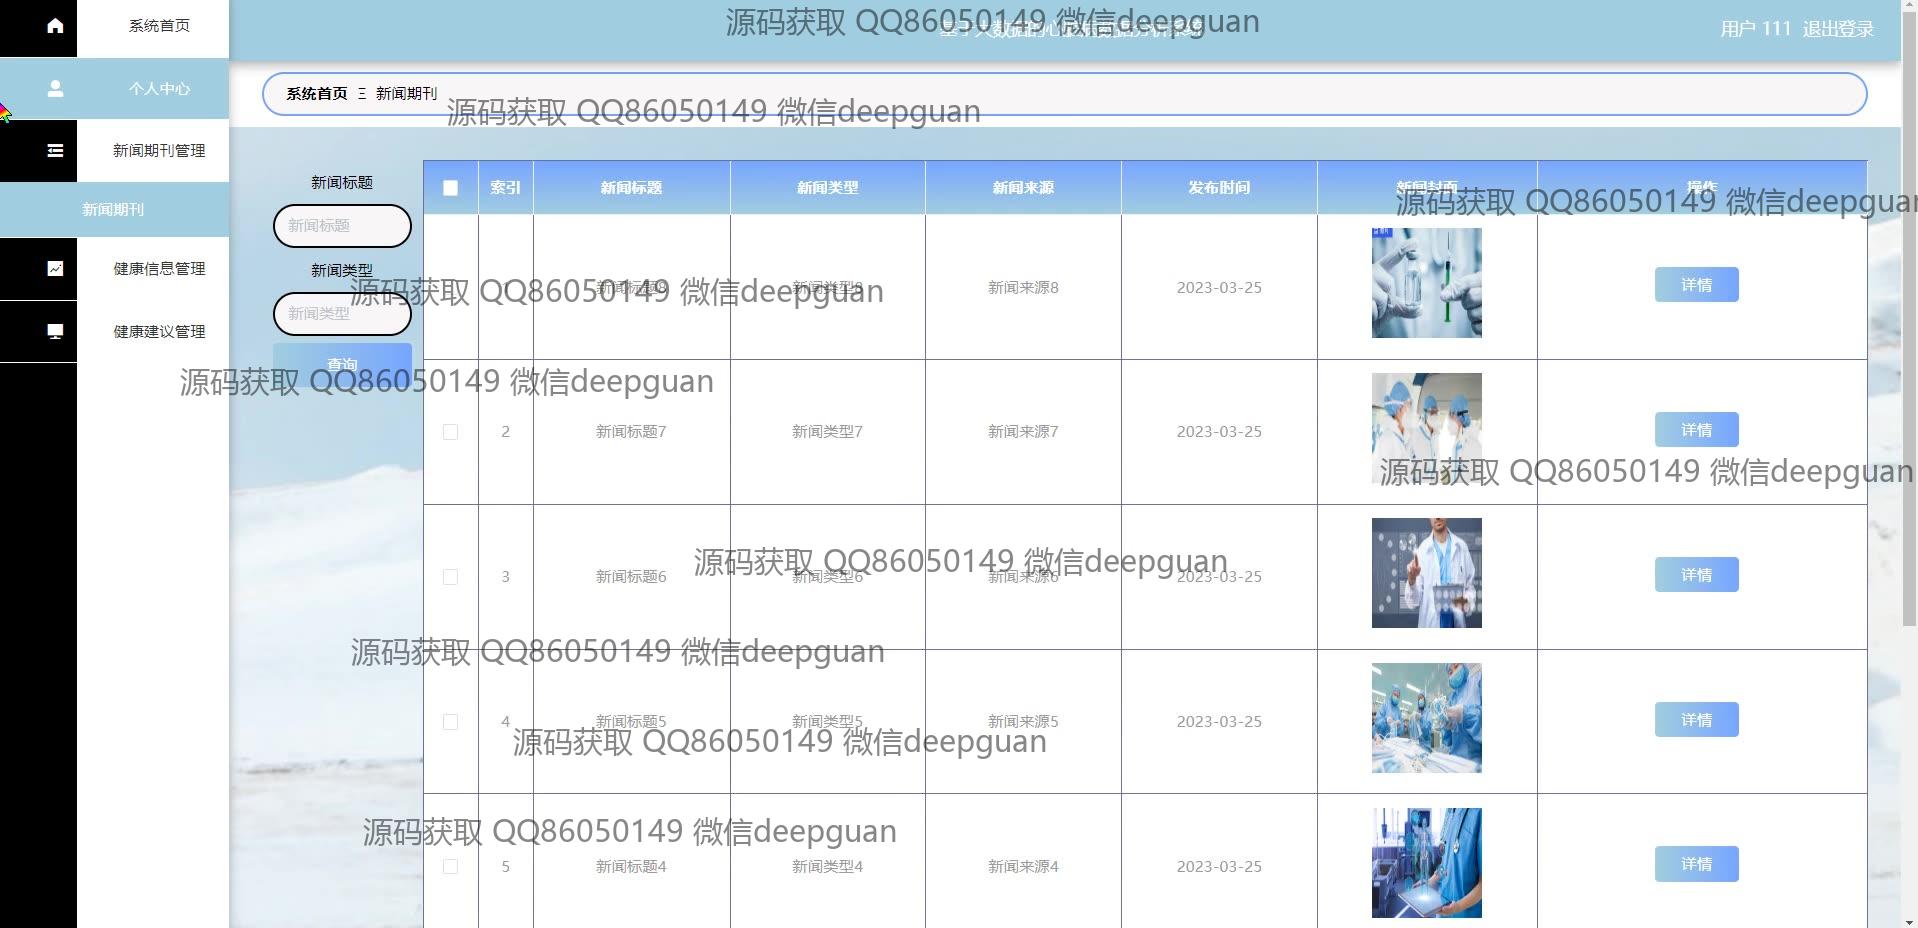 系统首页
个人中心
新闻期刊管理
新闻期刊
健康信息管理
健康建议管理
源码获取 QQ86050149 微信deepguan
用户 111 退出登录
系统首页 Ξ 新闻期刊
源码获取 QQ86050149 微信deepguan
新闻标题
新闻标题
新闻类型
新闻类型
查询
索引 新闻标题 新闻类型 新闻来源 发布时间 新闻封面 操作
源码获取 QQ86050149 微信deepguan
新闻标题8 新闻类型8 新闻来源8 2023-03-25 详情
源码获取 QQ86050149 微信deepguan
源码获取 QQ86050149 微信deepguan
2 新闻标题7 新闻类型7 新闻来源7 2023-03-25 详情
源码获取 QQ86050149 微信deepguan
3 新闻标题6 新闻类型6 新闻来源6 2023-03-25 详情
源码获取 QQ86050149 微信deepguan
源码获取 QQ86050149 微信deepguan
4 新闻标题5 新闻类型5 新闻来源5 2023-03-25 详情
源码获取 QQ86050149 微信deepguan
源码获取 QQ86050149 微信deepguan
5 新闻标题4 新闻类型4 新闻来源4 2023-03-25 详情